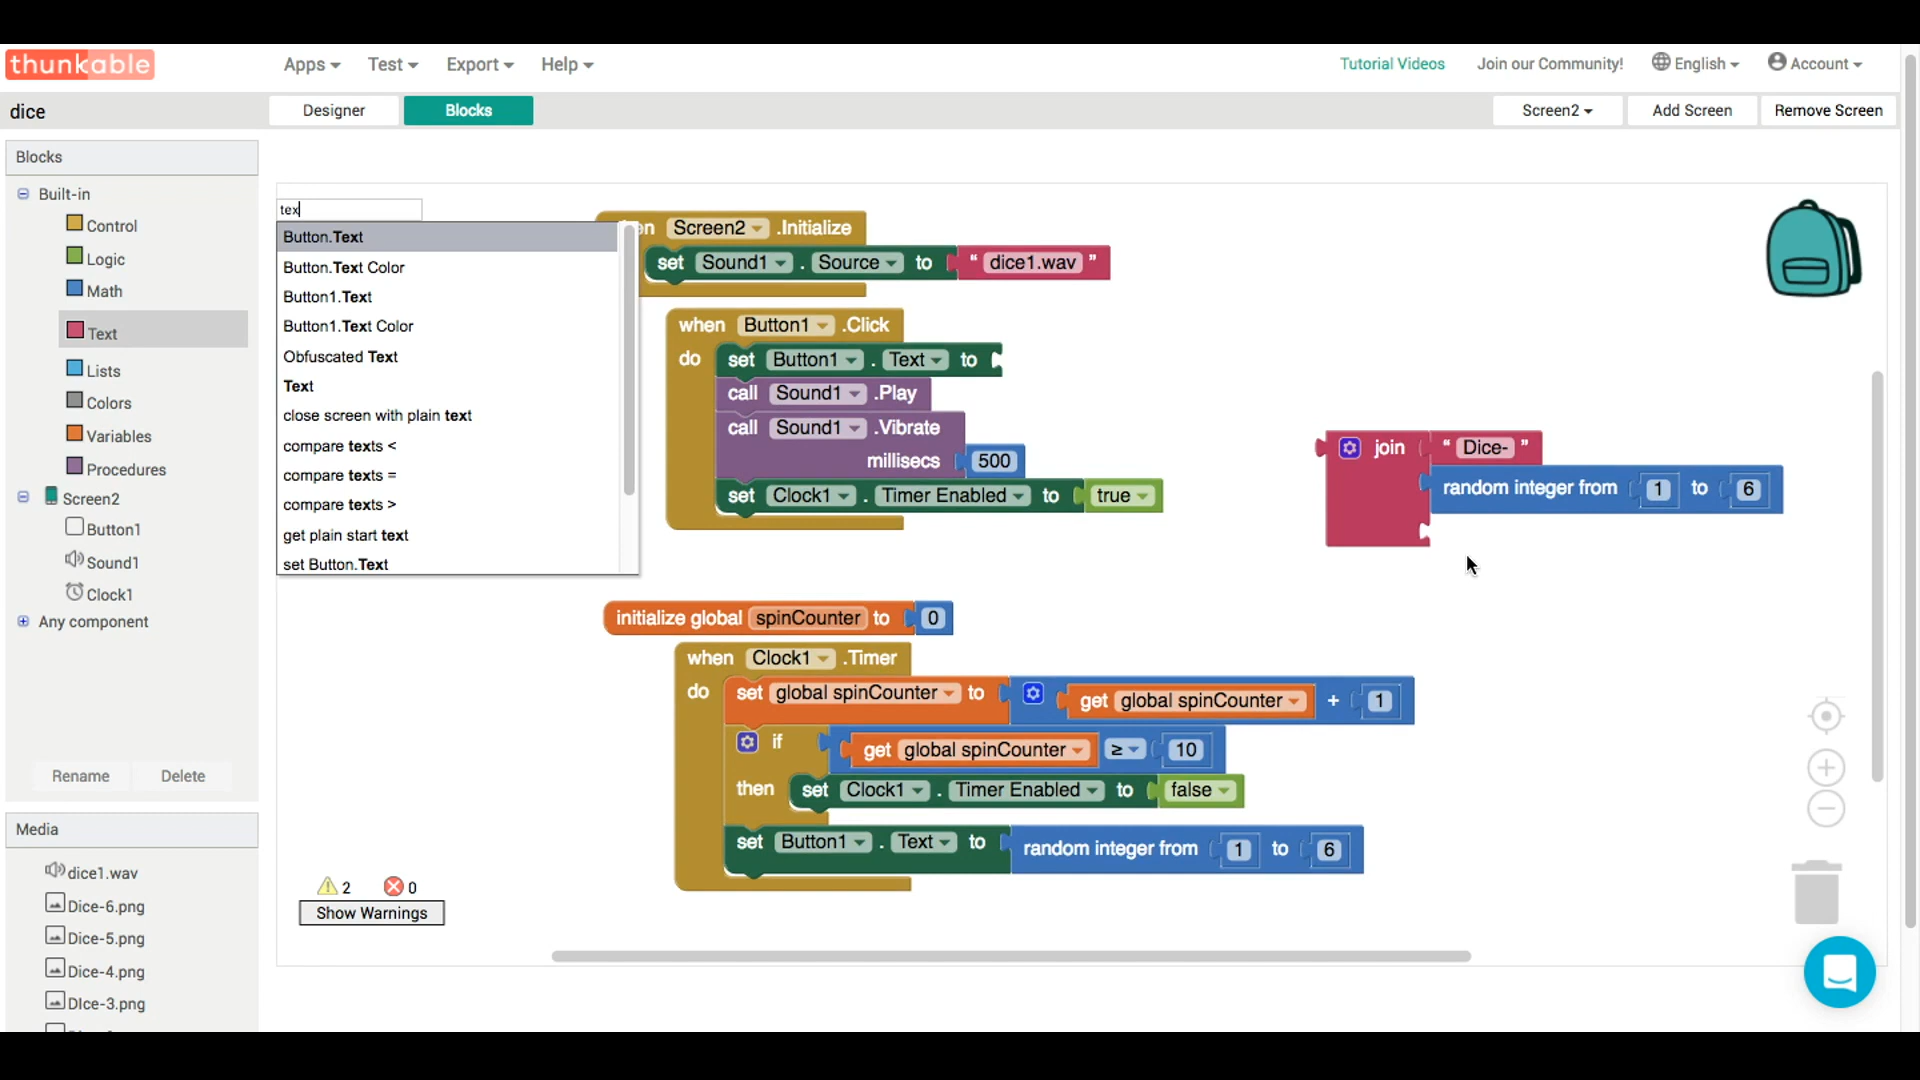 thunkable
Apps Test Export Help Tutorial Videos Join our Community! English Account
dice Designer Blocks Screen2 Add Screen Remove Screen
Blocks
Built-in
Control
Logic
Math
Text
Lists
Colors
Variables
Procedures
Screen2
Button1
Sound1
Clock1
Any component
Rename Delete
Media
dice1.wav
Dice-6.png
Dice-5.png
Dice-4.png
DIce-3.png
tex
Button.Text
Button.Text Color
Button1.Text
Button1.Text Color
Obfuscated Text
Text
close screen with plain text
compare texts <
compare texts =
compare texts >
get plain start text
set Button.Text
en Screen2 .Initialize
set Sound1 . Source to “ dice1.wav ”
when Button1 .Click
do set Button1 . Text to
call Sound1 .Play
call Sound1 .Vibrate
millisecs 500
set Clock1 . Timer Enabled to true
join “ Dice- ”
random integer from 1 to 6
initialize global spinCounter to 0
when Clock1 .Timer
do set global spinCounter to get global spinCounter + 1
if get global spinCounter ≥ 10
then set Clock1 . Timer Enabled to false
set Button1 . Text to random integer from 1 to 6
2 0
Show Warnings